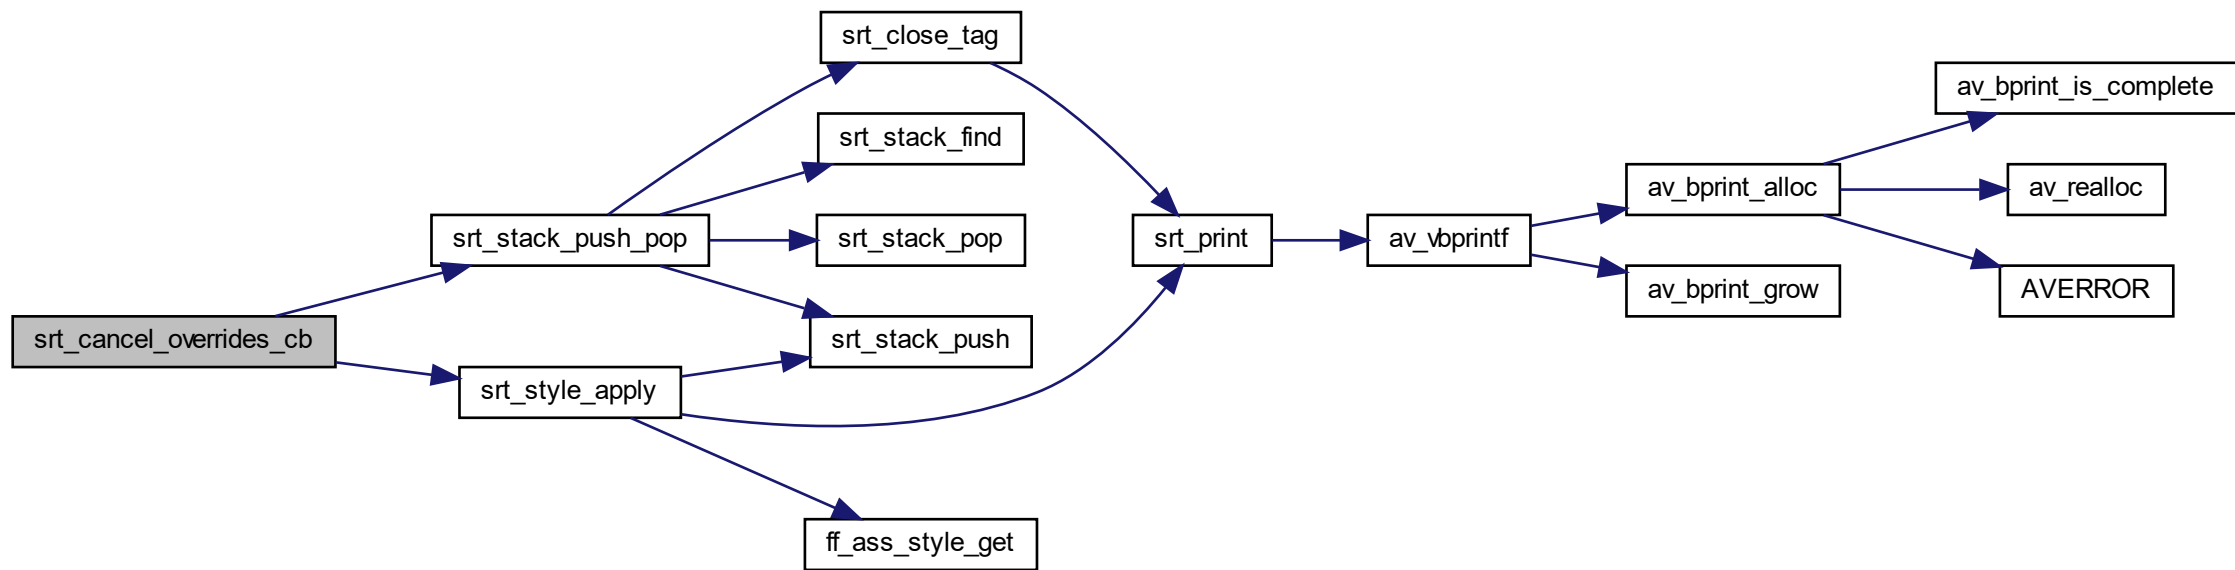 srt_close_tag
av_bprint_is_complete
srt_stack_find
av_bprint_alloc
av_realloc
srt_stack_push_pop
srt_stack_pop
srt_print
av_vbprintf
av_bprint_grow
AVERROR
srt_cancel_overrides_cb
srt_stack_push
srt_style_apply
ff_ass_style_get